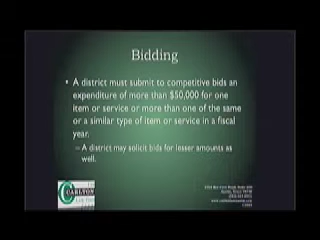 Bidding
• A district must submit to competitive bids an
expenditure of more than $50,000 for one
item or service or more than one of the same
or a similar type of item or service in a fiscal
year.
– A district may solicit bids for lesser amounts as
well.
CARLTON